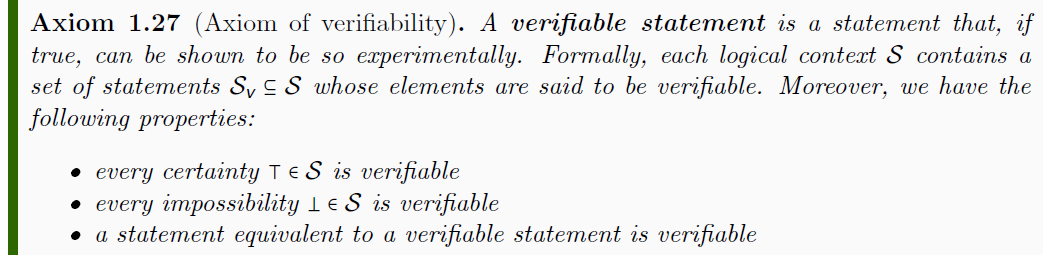 Axiom 1.27 (Axiom of verifiability). A verifiable statement is a statement that, if
true, can be shown to be so experimentally. Formally, each logical context 𝒮 contains a
set of statements 𝒮ᵥ ⊆ 𝒮 whose elements are said to be verifiable. Moreover, we have the
following properties:
• every certainty ⊤ ∈ 𝒮 is verifiable
• every impossibility ⊥ ∈ 𝒮 is verifiable
• a statement equivalent to a verifiable statement is verifiable